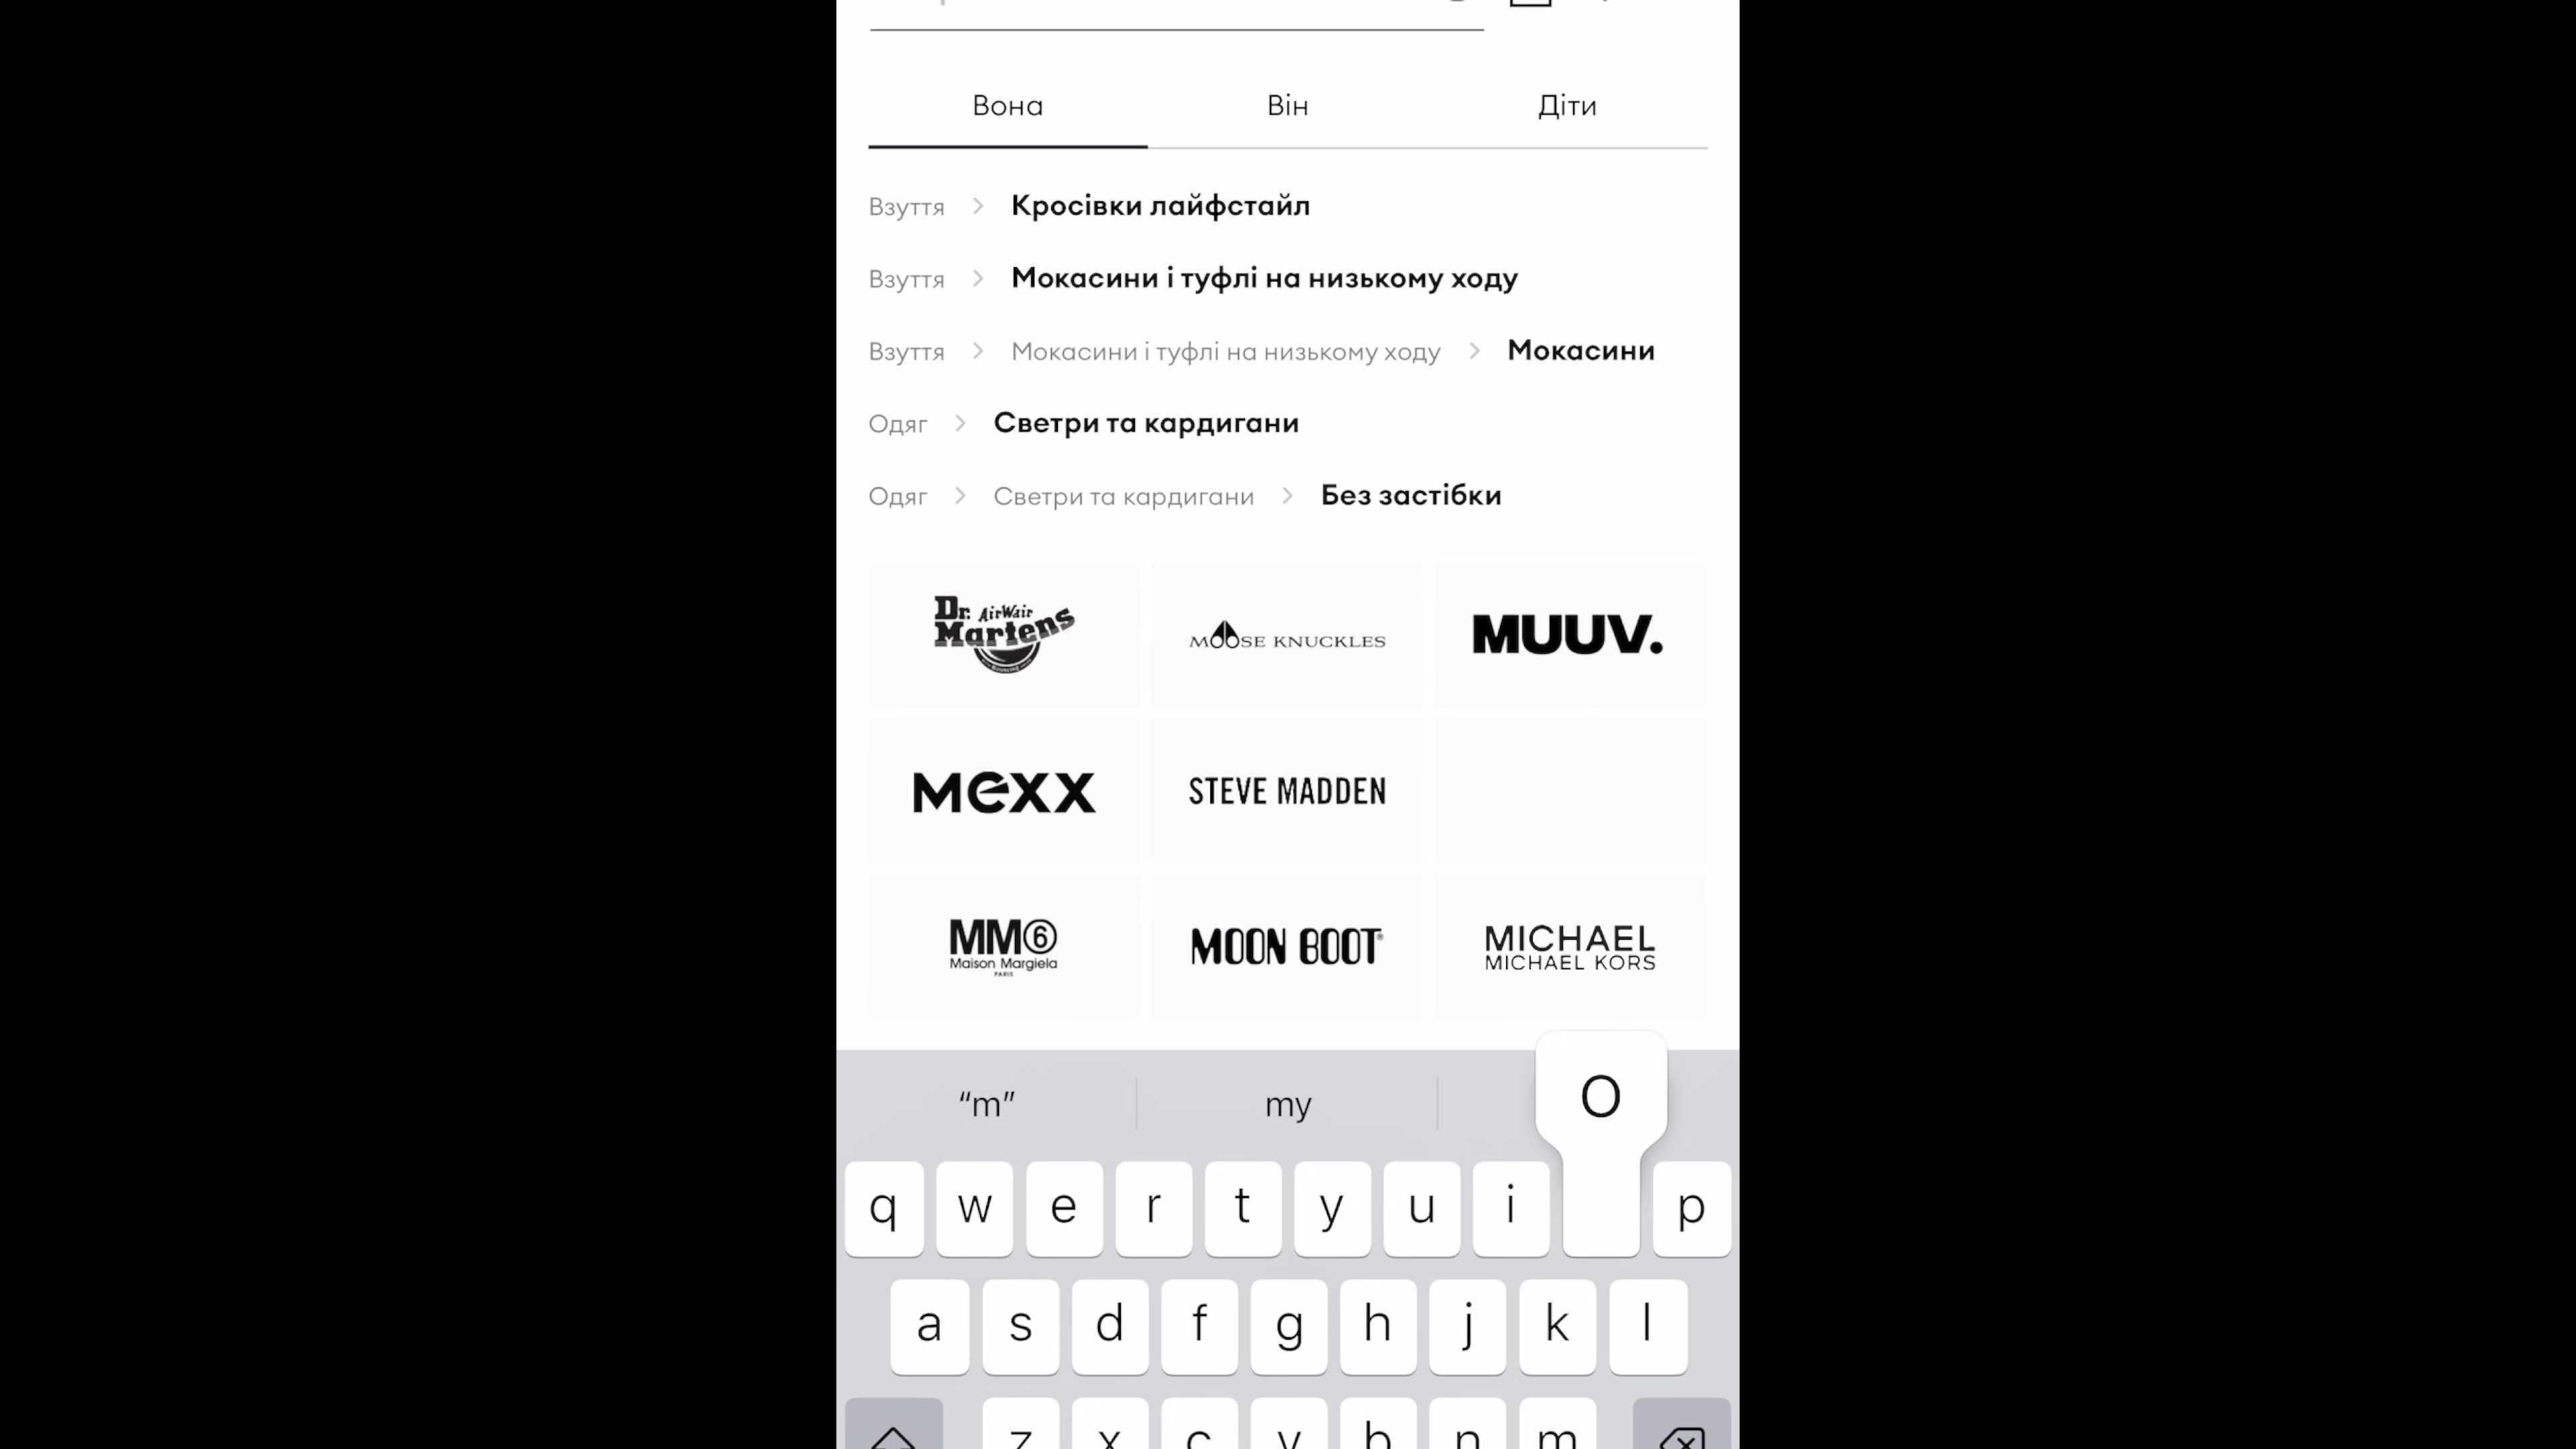 Вона Він Діти
Взуття > Кросівки лайфстайл
Взуття > Мокасини і туфлі на низькому ходу
Взуття > Мокасини і туфлі на низькому ходу > Мокасини
Одяг > Светри та кардигани
Одяг > Светри та кардигани > Без застібки
Dr. AirWair
Martens
MOOSE KNUCKLES
MUUV.
Mexx
STEVE MADDEN
MM6
Maison Margiela
PARIS
MOON BOOT®
MICHAEL
MICHAEL KORS
“m” my O
q w e r t y u i p
a s d f g h j k l
z x c v b n m